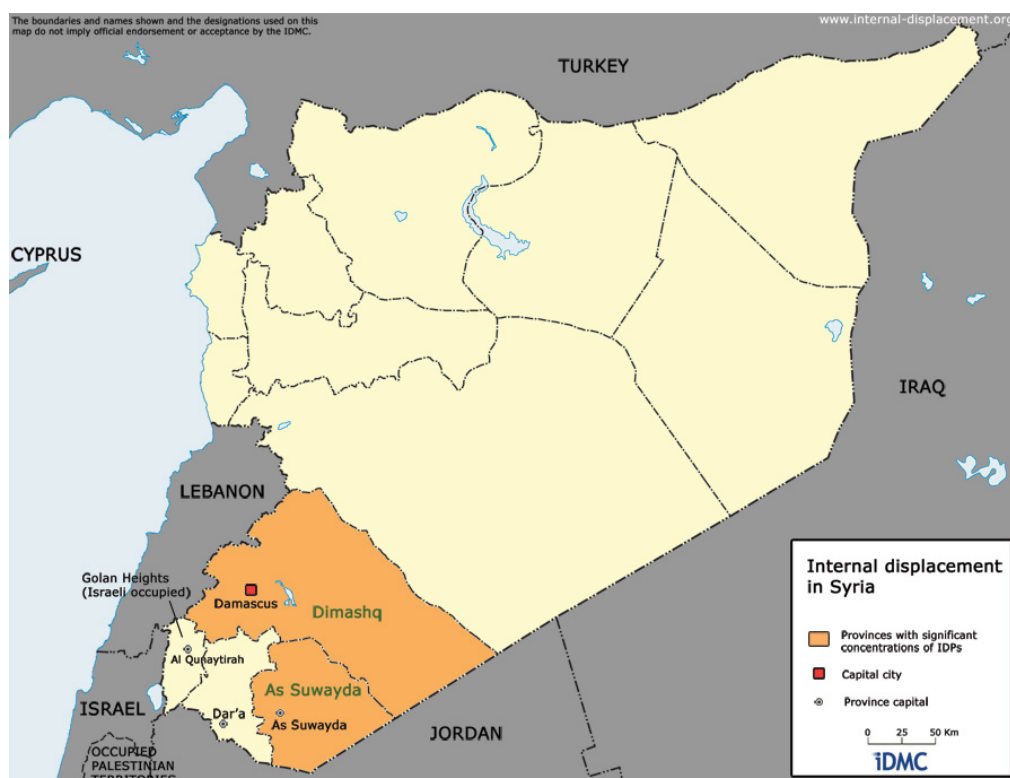 The boundaries and names shown and the designations used on this
map do not imply official endorsement or acceptance by the IDMC.
www.internal-displacement.org
TURKEY
CYPRUS
IRAQ
LEBANON
Golan Heights
(Israeli occupied)
Damascus
Dimashq
Al Qunaytirah
As Suwayda
Dar'a
As Suwayda
ISRAEL
JORDAN
OCCUPIED
PALESTINIAN
TERRITORIES
Internal displacement
in Syria
Provinces with significant
concentrations of IDPs
Capital city
Province capital
0 25 50 Km
iDMC